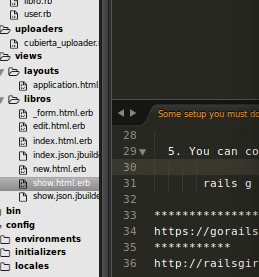 libro.rb
user.rb
uploaders
cubierta_uploader.
views
layouts
application.html
libros
_form.html.erb
edit.html.erb
index.html.erb
index.json.jbuild
new.html.erb
show.html.erb
show.json.jbuilde
bin
config
environments
initializers
locales
Some setup you must do
28
29 5. You can co
30
31 rails g
32
33 ****************
34 https://gorails
35 ***********
36 http://railsgir